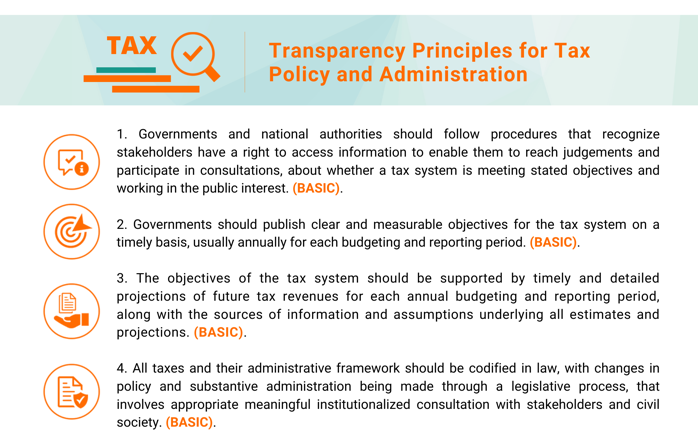 TAX
Transparency Principles for Tax
Policy and Administration
1. Governments and national authorities should follow procedures that recognize
stakeholders have a right to access information to enable them to reach judgements and
participate in consultations, about whether a tax system is meeting stated objectives and
working in the public interest. (BASIC).
2. Governments should publish clear and measurable objectives for the tax system on a
timely basis, usually annually for each budgeting and reporting period. (BASIC).
3. The objectives of the tax system should be supported by timely and detailed
projections of future tax revenues for each annual budgeting and reporting period,
along with the sources of information and assumptions underlying all estimates and
projections. (BASIC).
4. All taxes and their administrative framework should be codified in law, with changes in
policy and substantive administration being made through a legislative process, that
involves appropriate meaningful institutionalized consultation with stakeholders and civil
society. (BASIC).